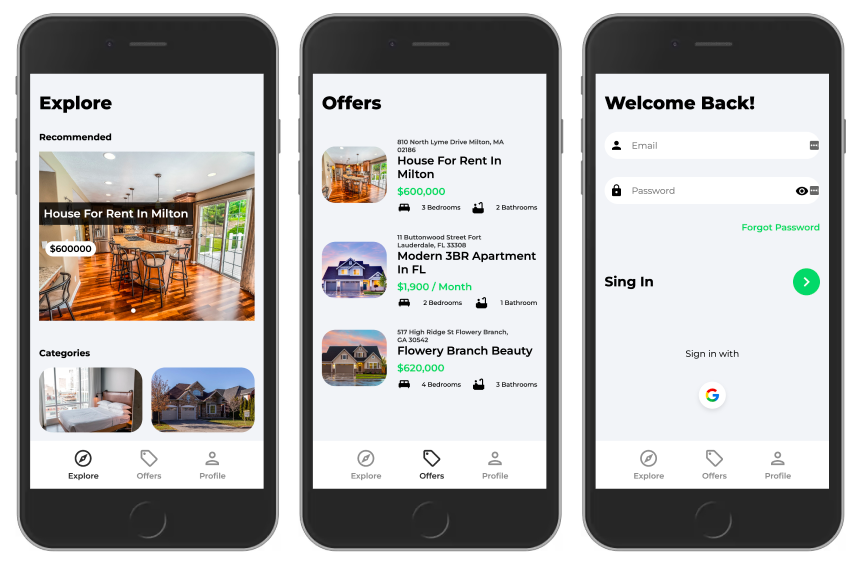 Explore
Recommended
House For Rent In Milton
$600000
Categories
Explore
Offers
Profile
Offers
810 North Lyme Drive Milton, MA
02186
House For Rent In
Milton
$600,000
3 Bedrooms
2 Bathrooms
11 Buttonwood Street Fort
Lauderdale, FL 33308
Modern 3BR Apartment
In FL
$1,900 / Month
2 Bedrooms
1 Bathroom
517 High Ridge St Flowery Branch,
GA 30542
Flowery Branch Beauty
$620,000
4 Bedrooms
3 Bathrooms
Explore
Offers
Profile
Welcome Back!
Email
Password
Forgot Password
Sing In
Sign in with
G
Explore
Offers
Profile